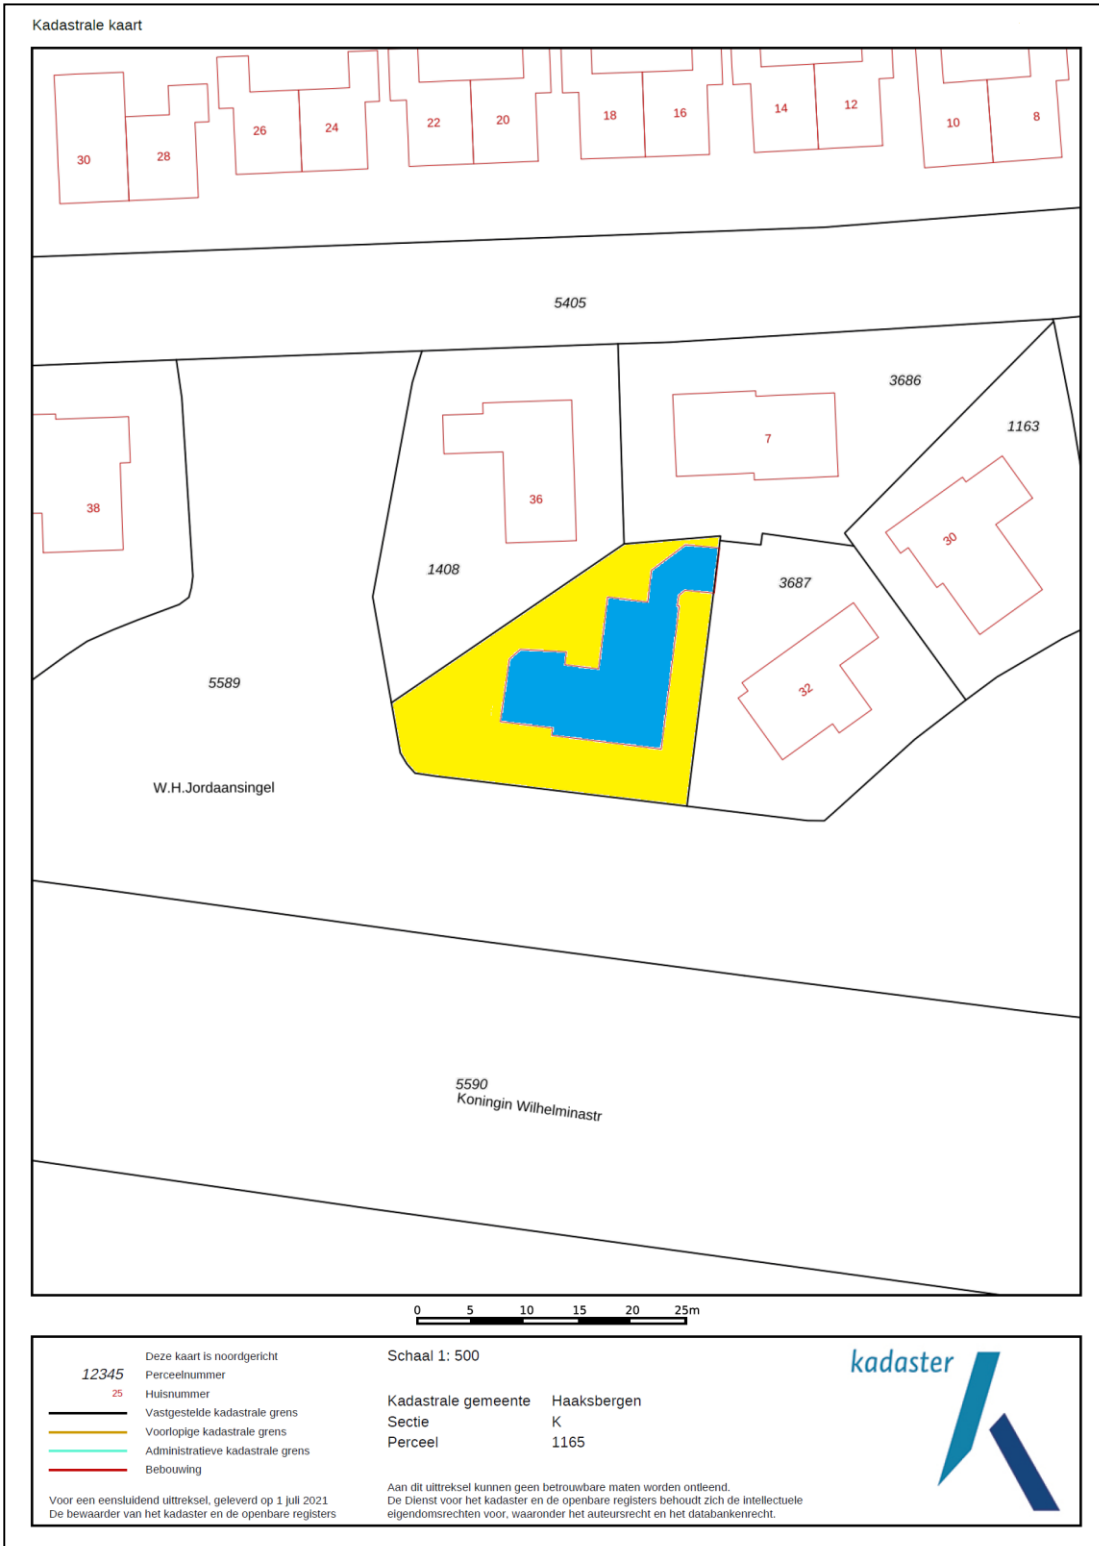 Kadastrale kaart
30
28
26
24
22
20
18
16
14
12
10
8
5405
3686
1163
7
38
36
30
1408
3687
5589
32
W.H.Jordaansingel
5590
Koningin Wilhelminastr
0 5 10 15 20 25m
Deze kaart is noordgericht
12345 Perceelnummer
25 Huisnummer
Vastgestelde kadastrale grens
Voorlopige kadastrale grens
Administratieve kadastrale grens
Bebouwing
Voor een eensluidend uittreksel, geleverd op 1 juli 2021
De bewaarder van het kadaster en de openbare registers
Schaal 1: 500
Kadastrale gemeente Haaksbergen
Sectie K
Perceel 1165
Aan dit uittreksel kunnen geen betrouwbare maten worden ontleend.
De Dienst voor het kadaster en de openbare registers behoudt zich de intellectuele
eigendomsrechten voor, waaronder het auteursrecht en het databankenrecht.
kadaster